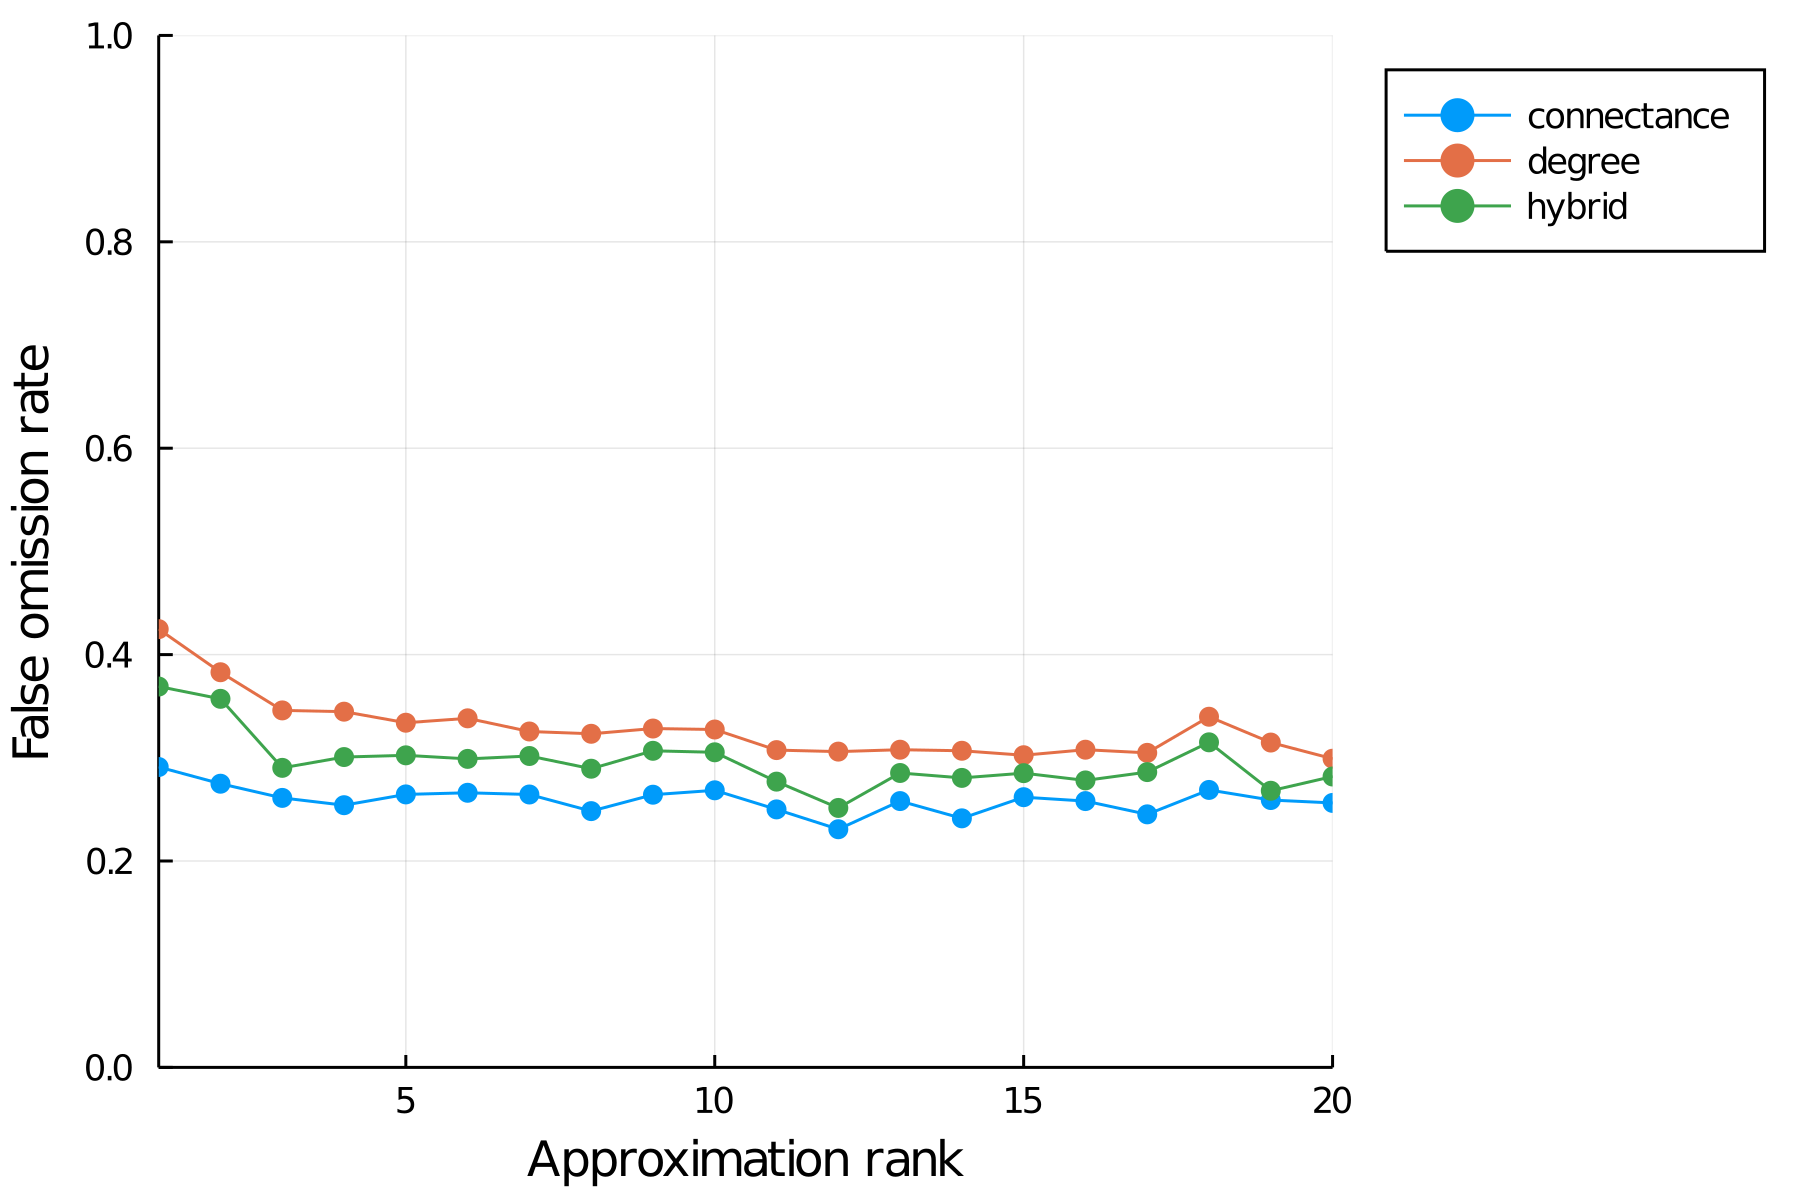 1.0
0.8
0.6
0.4
0.2
0.0
False omission rate
5 10 15 20
Approximation rank
connectance
degree
hybrid